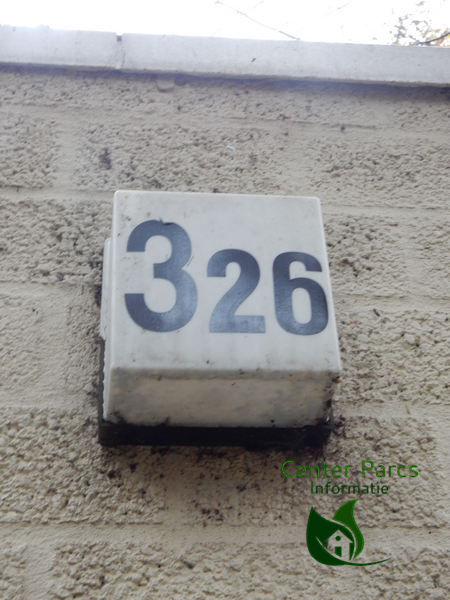 326
Center Parcs
informatie